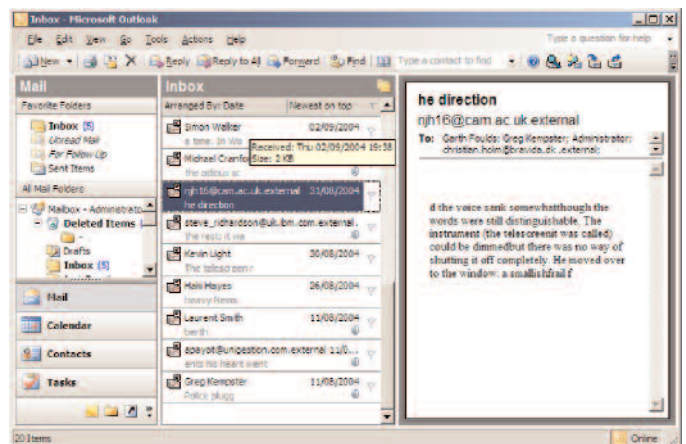 Inbox - Microsoft Outlook
File Edit View Go Tools Actions Help Type a question for help
New Reply Reply to All Forward Find Type a contact to find
Mail
Favorite Folders
Inbox (5)
Unread Mail
For Follow Up
Sent Items
All Mail Folders
Mailbox - Administrato
Deleted Items
Drafts
Inbox (5)
Mail
Calendar
Contacts
Tasks
20 Items
Inbox
Arranged By: Date Newest on top
Simon Walker 02/09/2004
a time. In Wa
Received: Thu 02/09/2004 19:38
Size: 2 KB
Michael Cranfo
the odious sc
njh16@cam.ac.uk.external 31/08/2004
he direction
steve_richardson@uk.ibm.com.external.
the rest: it wa
Kevin Light 30/08/2004
The telescreen
Hais Hayes 26/08/2004
heavy News.
Laurent Smith 11/08/2004
berth
apayot@unigestion.com.external 11/0...
ents his heart went
Greg Kempster 11/08/2004
Police plugg
he direction
njh16@cam.ac.uk.external
To: Garth Foulds; Greg Kempster; Administrator;
christian.holm@bravida.dk .external;
d the voice sank somewhatthough the
words were still distinguishable. The
instrument (the telescreenit was called)
could be dimmedbut there was no way of
shutting it off completely. He moved over
to the window: a smallishfrail f
Online